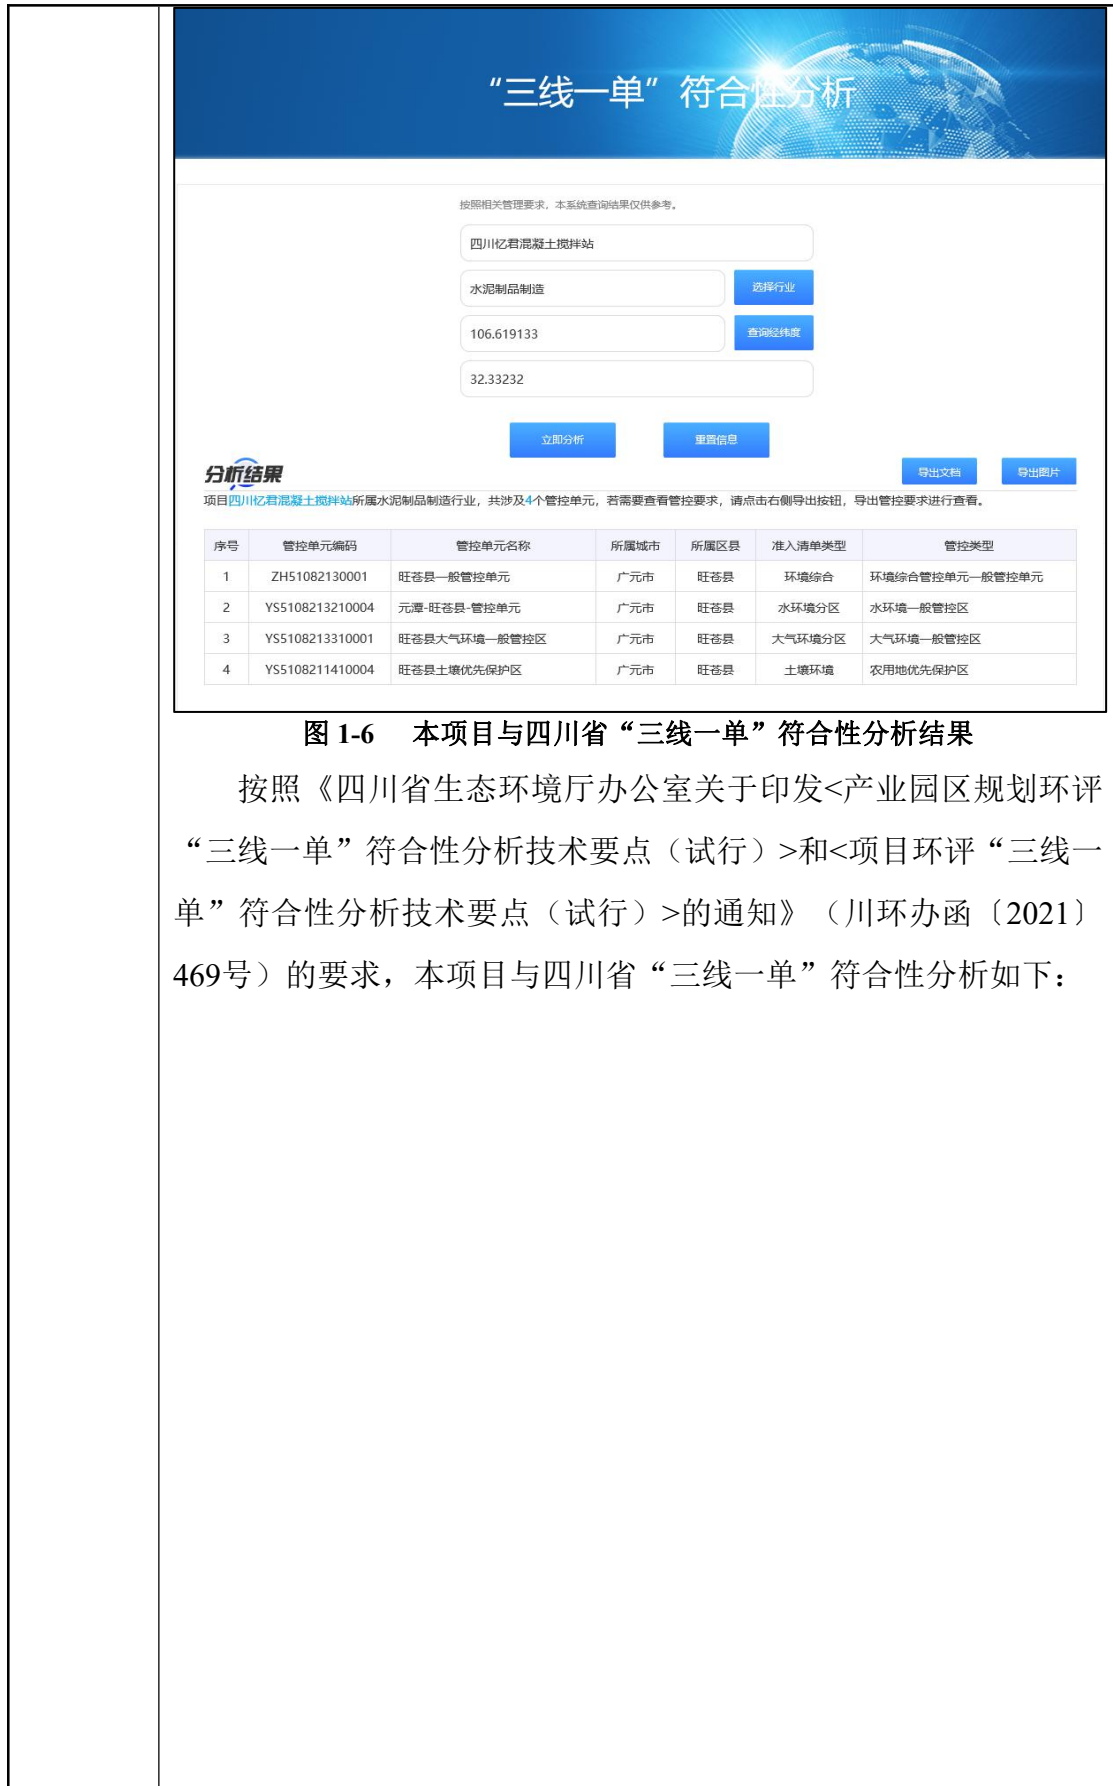 “三线一单”符合性分析
按照相关管理要求，本系统查询结果仅供参考。
四川忆君混凝土搅拌站
水泥制品制造 选择行业
106.619133 查询经纬度
32.33232
立即分析 重置信息
分析结果 导出文档 导出图片
项目四川忆君混凝土搅拌站所属水泥制品制造行业，共涉及4个管控单元，若需要查看管控要求，请点击右侧导出按钮，导出管控要求进行查看。
序号 管控单元编码 管控单元名称 所属城市 所属区县 准入清单类型 管控类型
1 ZH51082130001 旺苍县一般管控单元 广元市 旺苍县 环境综合 环境综合管控单元一般管控单元
2 YS5108213210004 元潭-旺苍县-管控单元 广元市 旺苍县 水环境分区 水环境一般管控区
3 YS5108213310001 旺苍县大气环境一般管控区 广元市 旺苍县 大气环境分区 大气环境一般管控区
4 YS5108211410004 旺苍县土壤优先保护区 广元市 旺苍县 土壤环境 农用地优先保护区
图 1-6 本项目与四川省“三线一单”符合性分析结果
按照《四川省生态环境厅办公室关于印发<产业园区规划环评
“三线一单”符合性分析技术要点（试行）>和<项目环评“三线一
单”符合性分析技术要点（试行）>的通知》（川环办函〔2021〕
469号）的要求，本项目与四川省“三线一单”符合性分析如下：